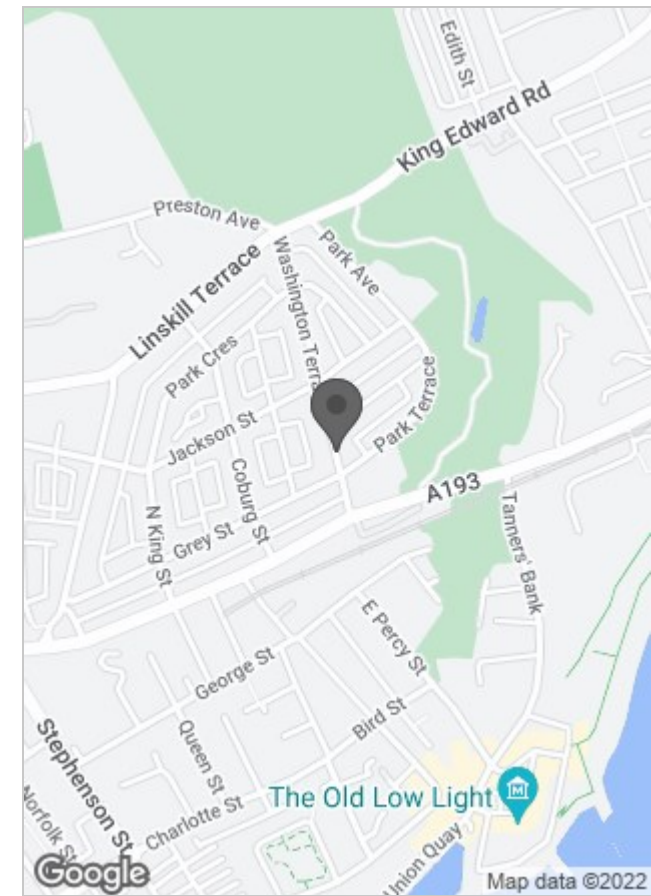 Edith St
King Edward Rd
Preston Ave
Washington Terra
Park Ave
Linskill Terrace
Park Cres
Park Terrace
Jackson St
Coburg St
A193
N King St
Grey St
Tanners' Bank
E Percy St
George St
Bird St
Queen St
Stephenson St
Charlotte St
Norfolk St
The Old Low Light
M
Union Quay
Google
Map data ©2022